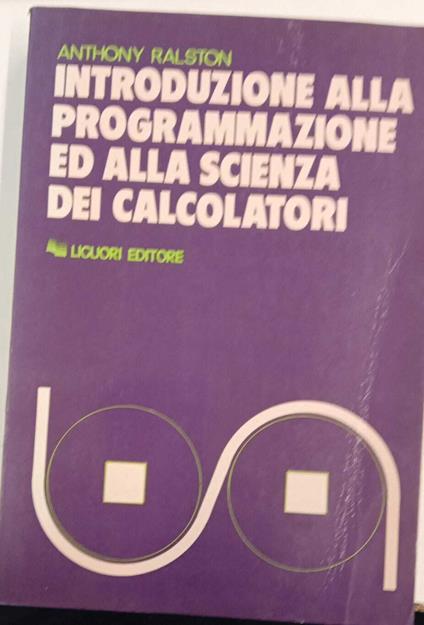 ANTHONY RALSTON
INTRODUZIONE ALLA
PROGRAMMAZIONE
ED ALLA SCIENZA
DEI CALCOLATORI
LIGUORI EDITORE